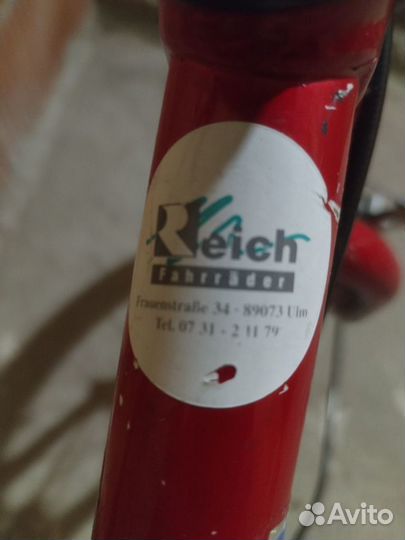 Reich
Fahrräder
Frauenstraße 34 · 89073 Ulm
Tel. 07 31 - 2 11 79
Avito